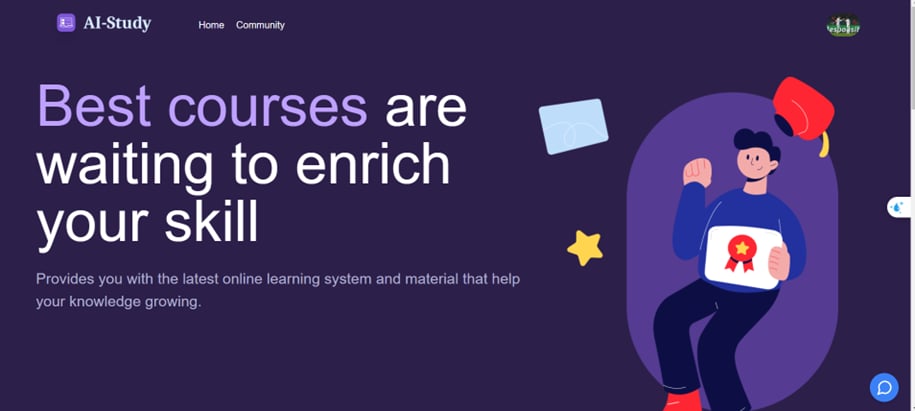 AI-Study
Home
Community
Best courses are
waiting to enrich
your skill
Provides you with the latest online learning system and material that help
your knowledge growing.